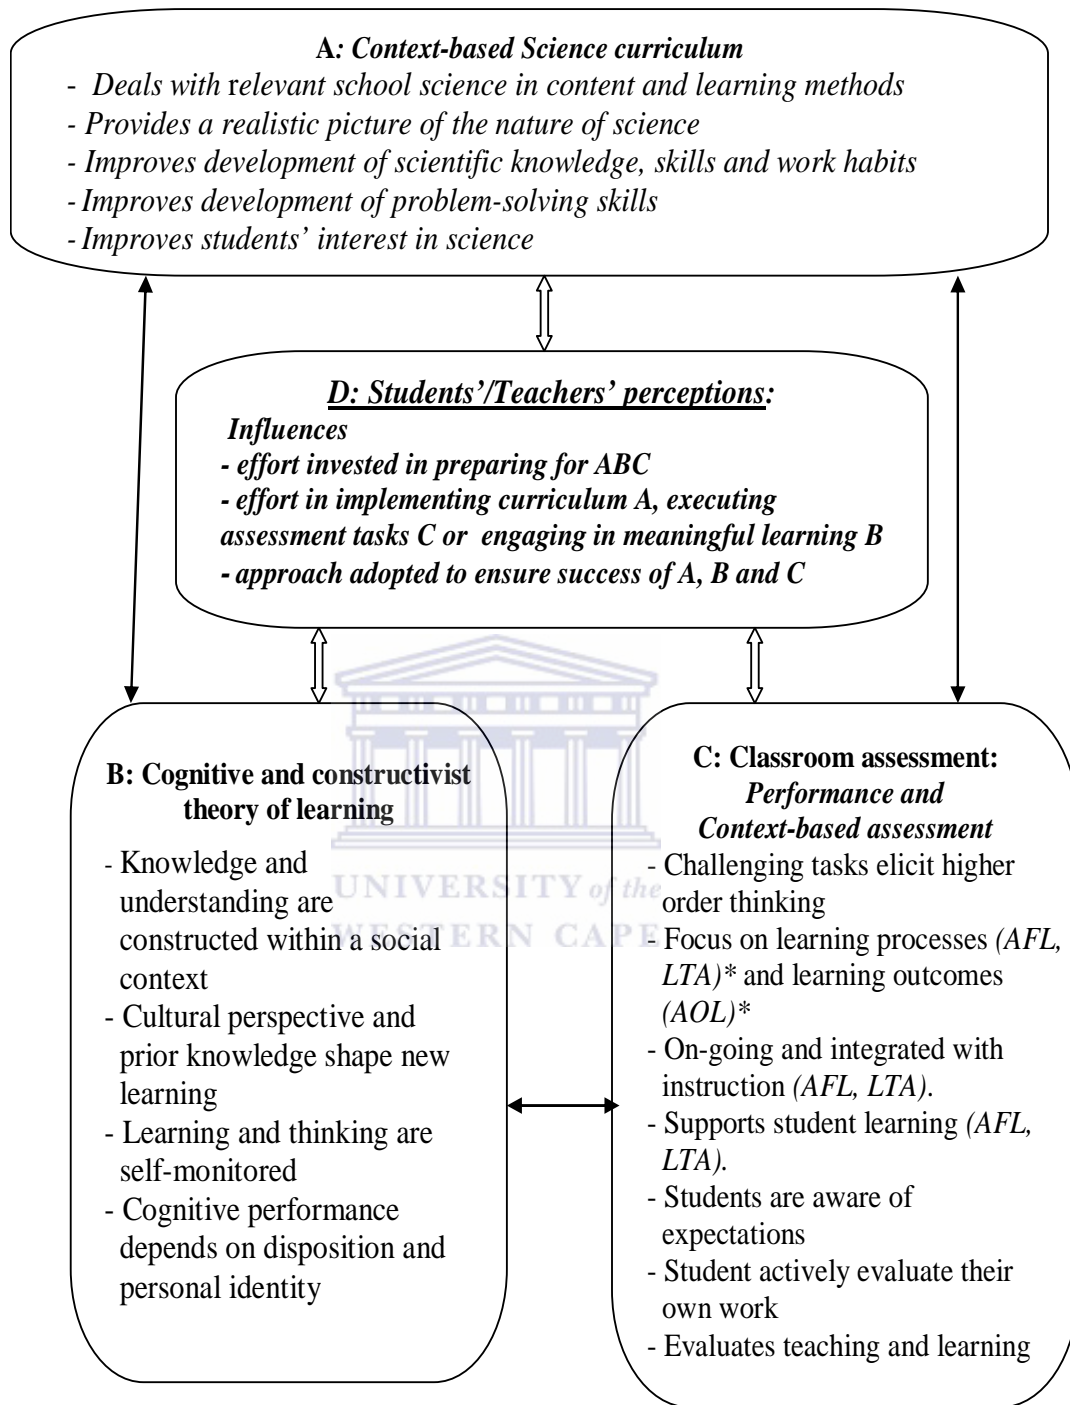 A: Context-based Science curriculum
- Deals with relevant school science in content and learning methods
- Provides a realistic picture of the nature of science
- Improves development of scientific knowledge, skills and work habits
- Improves development of problem-solving skills
- Improves students' interest in science
D: Students'/Teachers' perceptions:
Influences
- effort invested in preparing for ABC
- effort in implementing curriculum A, executing
assessment tasks C or engaging in meaningful learning B
- approach adopted to ensure success of A, B and C
B: Cognitive and constructivist
theory of learning
- Knowledge and
understanding are
constructed within a social
context
- Cultural perspective and
prior knowledge shape new
learning
- Learning and thinking are
self-monitored
- Cognitive performance
depends on disposition and
personal identity
UNIVERSITY of the
WESTERN CAPE
C: Classroom assessment:
Performance and
Context-based assessment
- Challenging tasks elicit higher
order thinking
- Focus on learning processes (AFL,
LTA)* and learning outcomes
(AOL)*
- On-going and integrated with
instruction (AFL, LTA).
- Supports student learning (AFL,
LTA).
- Students are aware of
expectations
- Student actively evaluate their
own work
- Evaluates teaching and learning